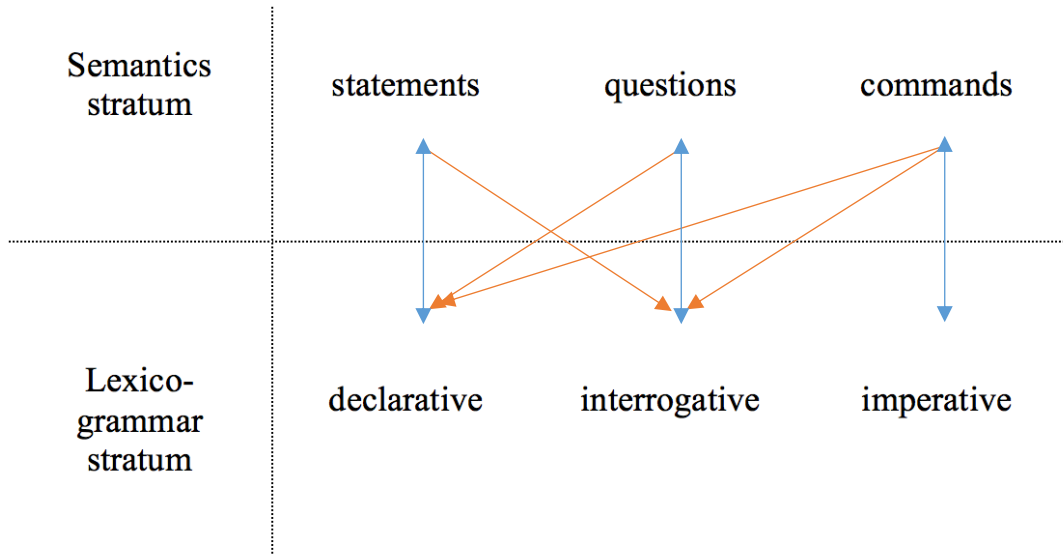 Semantics
stratum
statements
questions
commands
Lexico-
grammar
stratum
declarative
interrogative
imperative